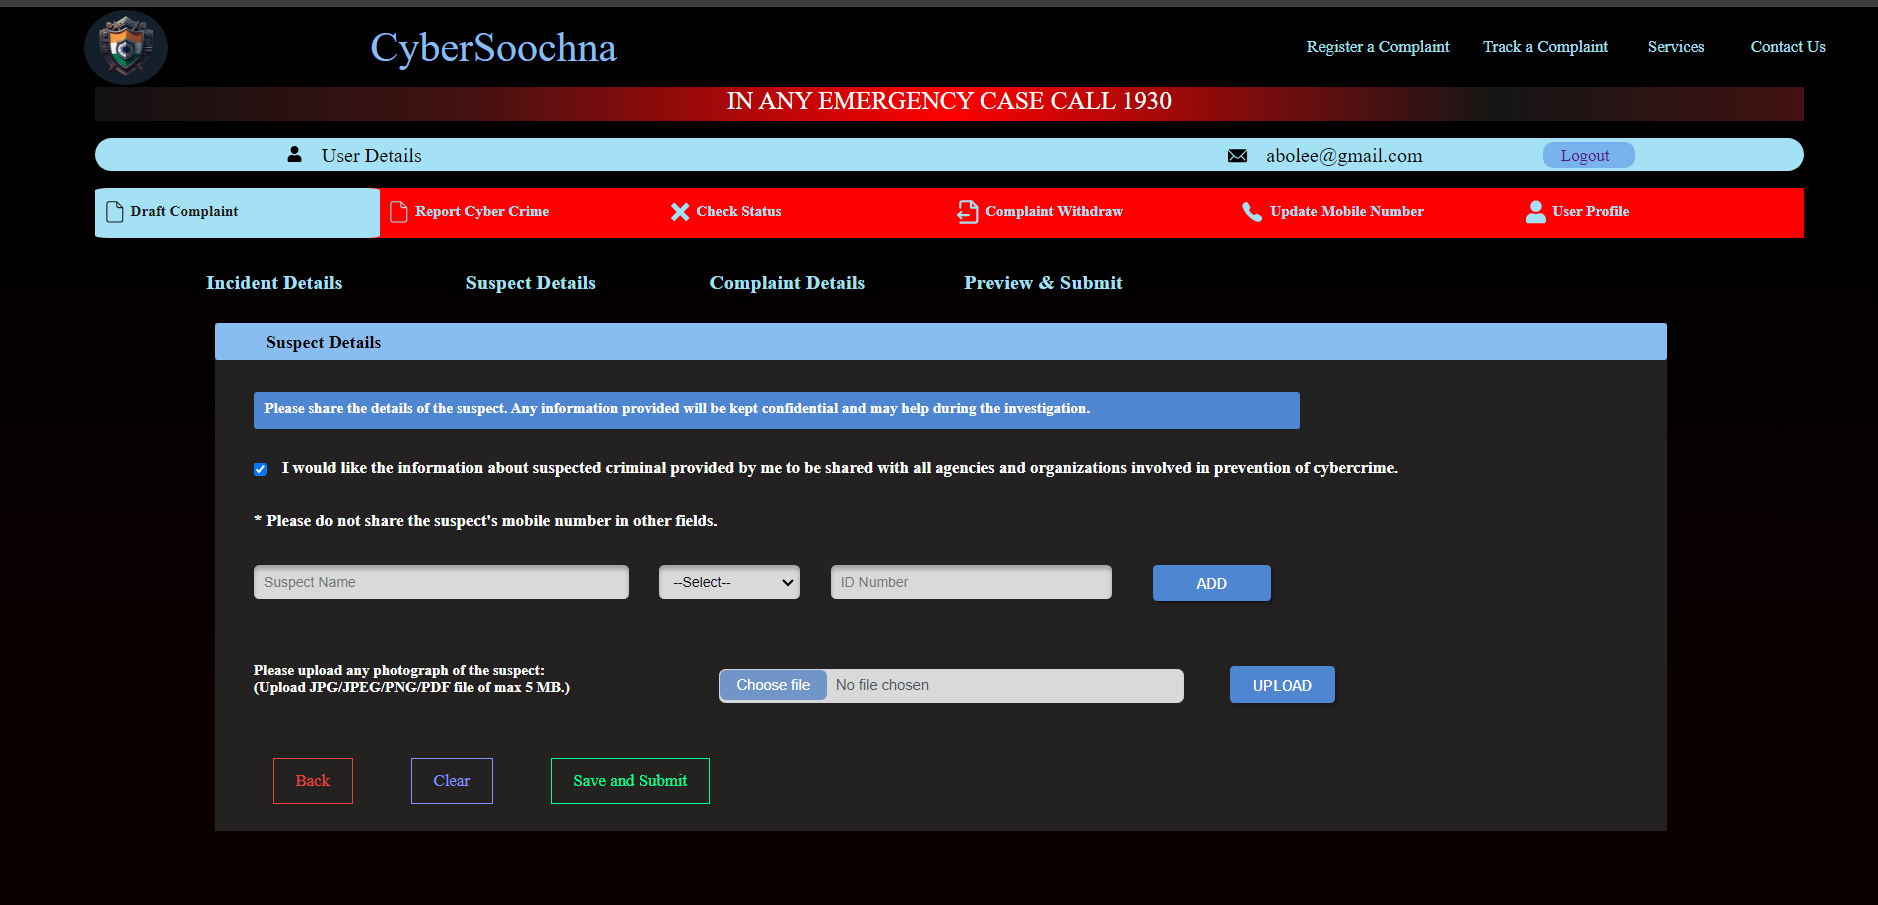 CyberSoochna
Register a Complaint
Track a Complaint
Services
Contact Us
IN ANY EMERGENCY CASE CALL 1930
User Details
abolee@gmail.com
Logout
Draft Complaint
Report Cyber Crime
Check Status
Complaint Withdraw
Update Mobile Number
User Profile
Incident Details
Suspect Details
Complaint Details
Preview & Submit
Suspect Details
Please share the details of the suspect. Any information provided will be kept confidential and may help during the investigation.
I would like the information about suspected criminal provided by me to be shared with all agencies and organizations involved in prevention of cybercrime.
* Please do not share the suspect's mobile number in other fields.
Suspect Name
--Select--
ID Number
ADD
Please upload any photograph of the suspect:
(Upload JPG/JPEG/PNG/PDF file of max 5 MB.)
Choose file
No file chosen
UPLOAD
Back
Clear
Save and Submit